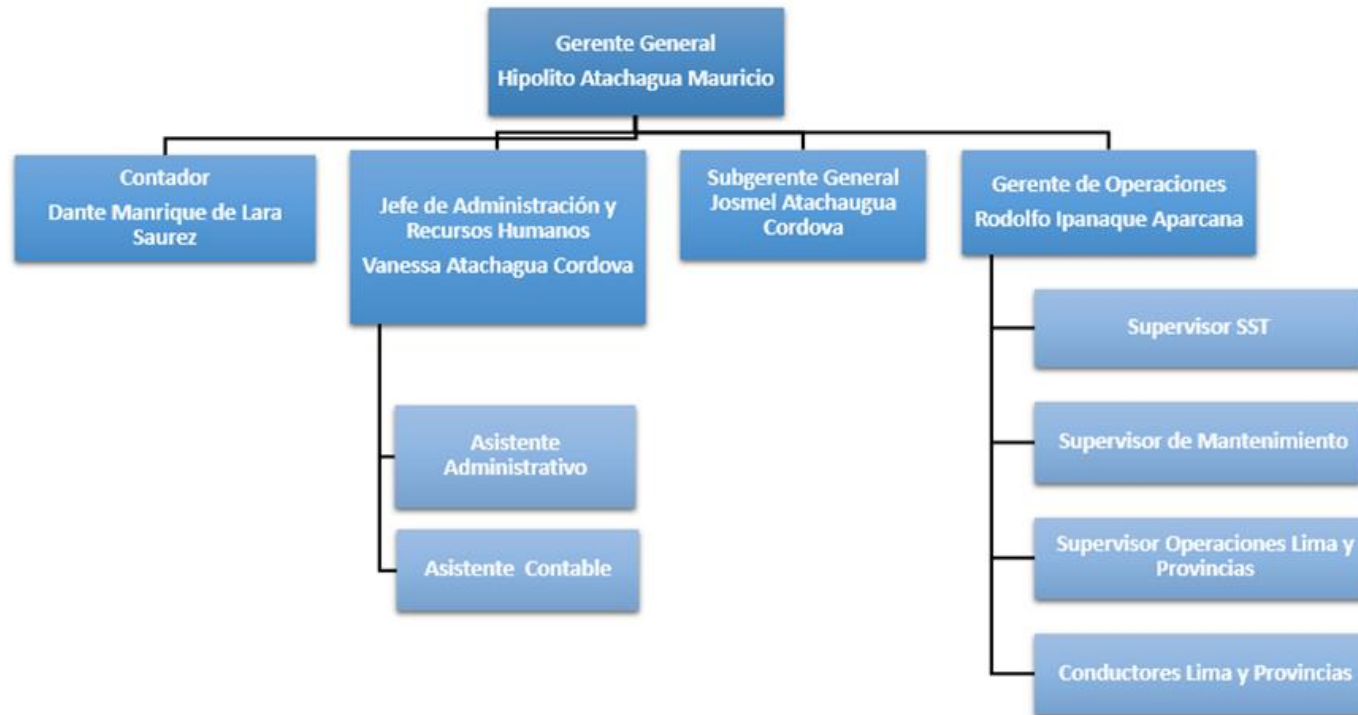 Gerente General
Hipolito Atachagua Mauricio
Contador
Dante Manrique de Lara
Saurez
Jefe de Administración y
Recursos Humanos
Vanessa Atachagua Cordova
Subgerente General
Josmel Atachaugua
Cordova
Gerente de Operaciones
Rodolfo Ipanaque Aparcana
Asistente
Administrativo
Asistente Contable
Supervisor SST
Supervisor de Mantenimiento
Supervisor Operaciones Lima y
Provincias
Conductores Lima y Provincias